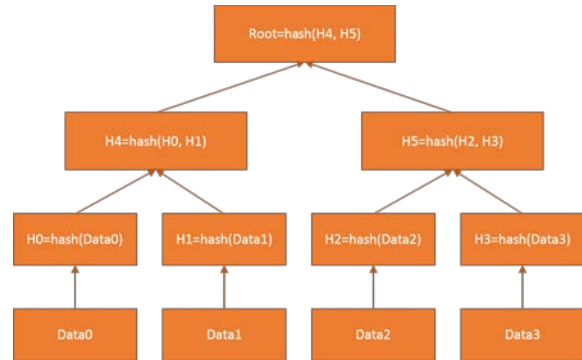 Root=hash(H4, H5)
H4=hash(H0, H1)
H5=hash(H2, H3)
H0=hash(Data0)
H1=hash(Data1)
H2=hash(Data2)
H3=hash(Data3)
Data0
Data1
Data2
Data3